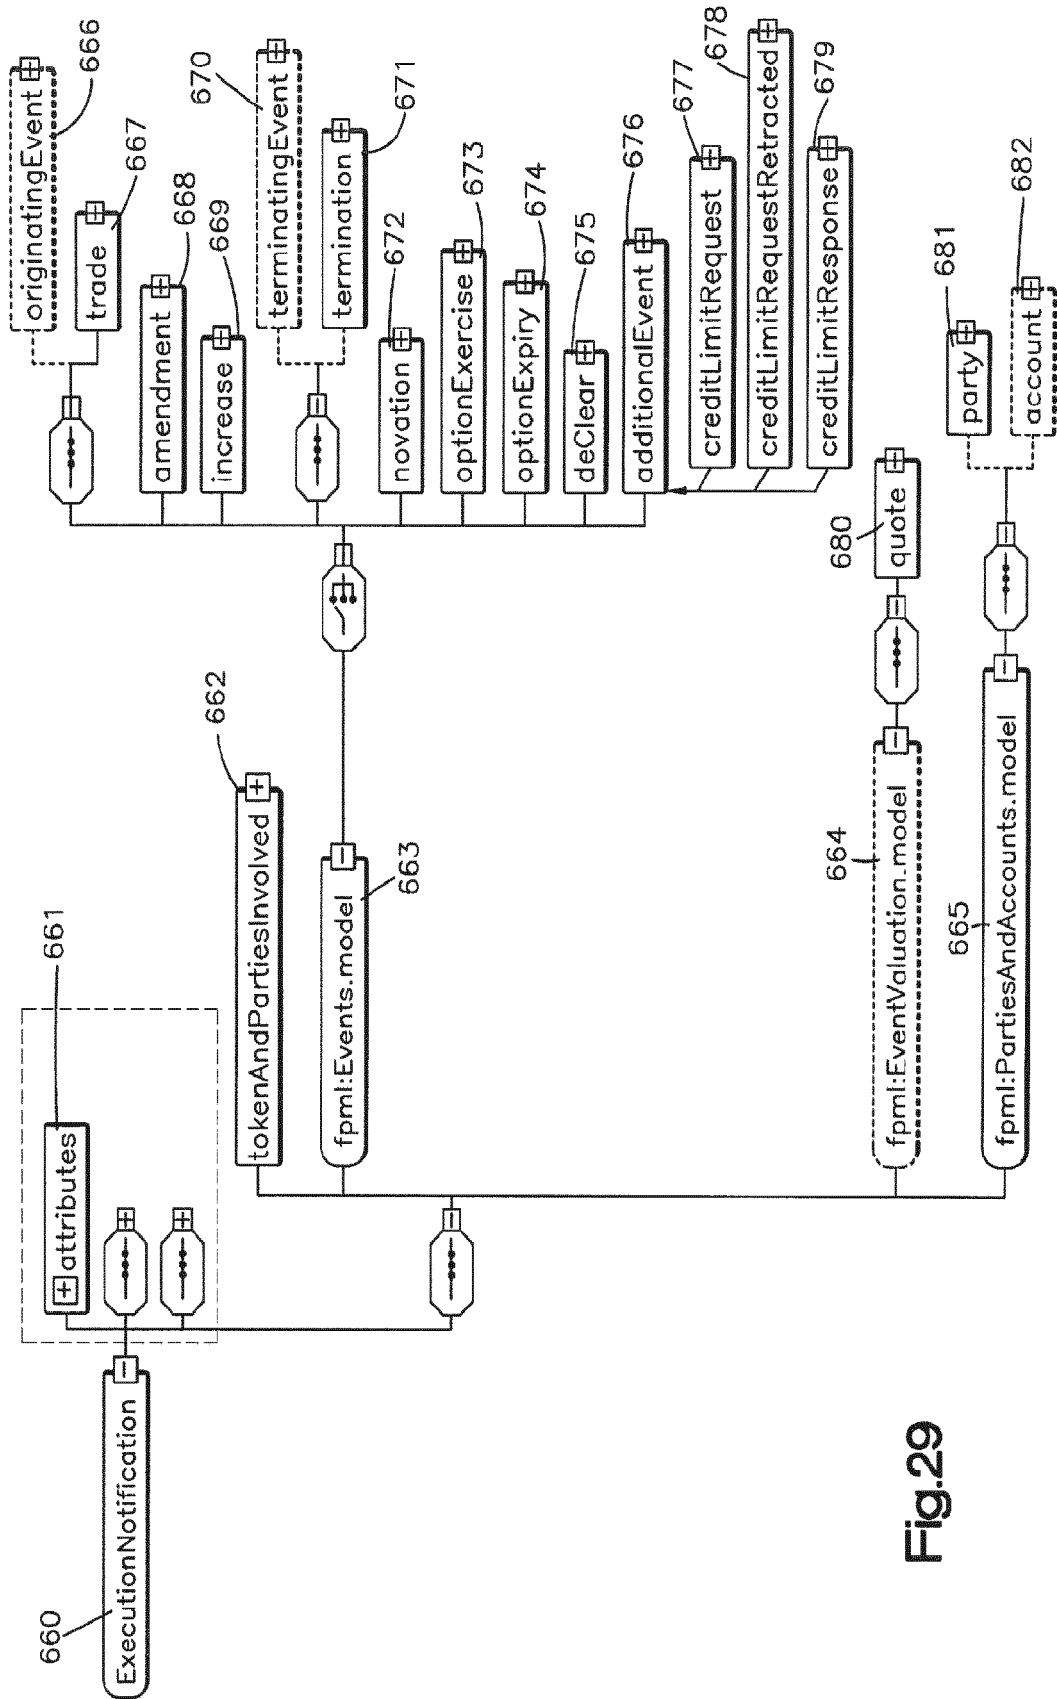 660
ExecutionNotification
661
attributes
662
tokenAndPartiesInvolved
663
fpml:Events.model
666
originatingEvent
667
trade
668
amendment
669
increase
670
terminatingEvent
671
termination
672
novation
673
optionExercise
674
optionExpiry
675
deClear
676
additionalEvent
677
creditLimitRequest
678
creditLimitRequestRetracted
679
creditLimitResponse
664
fpml:EventValuation.model
680
quote
665
fpml:PartiesAndAccounts.model
681
party
682
account
Fig.29